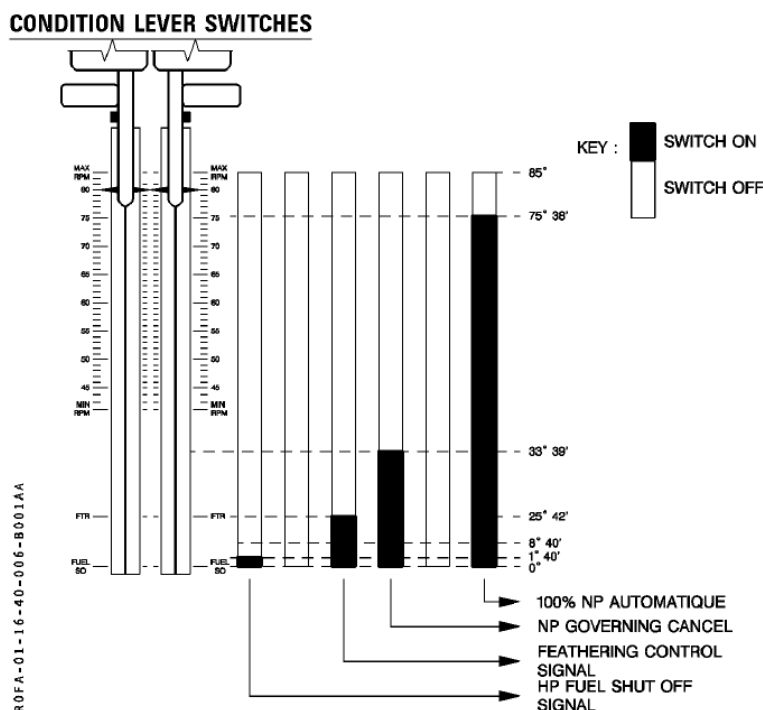 CONDITION LEVER SWITCHES
KEY :
SWITCH ON
SWITCH OFF
MAX
RPM
80
75
70
65
60
55
50
45
MIN
RPM
FTR
FUEL
SO
MAX
RPM
80
75
70
65
60
55
50
45
MIN
RPM
FTR
FUEL
SO
85°
75° 38'
33° 39'
25° 42'
8° 40'
1° 40'
0°
100% NP AUTOMATIQUE
NP GOVERNING CANCEL
FEATHERING CONTROL
SIGNAL
HP FUEL SHUT OFF
SIGNAL
R0FA-01-16-40-006-B001AA